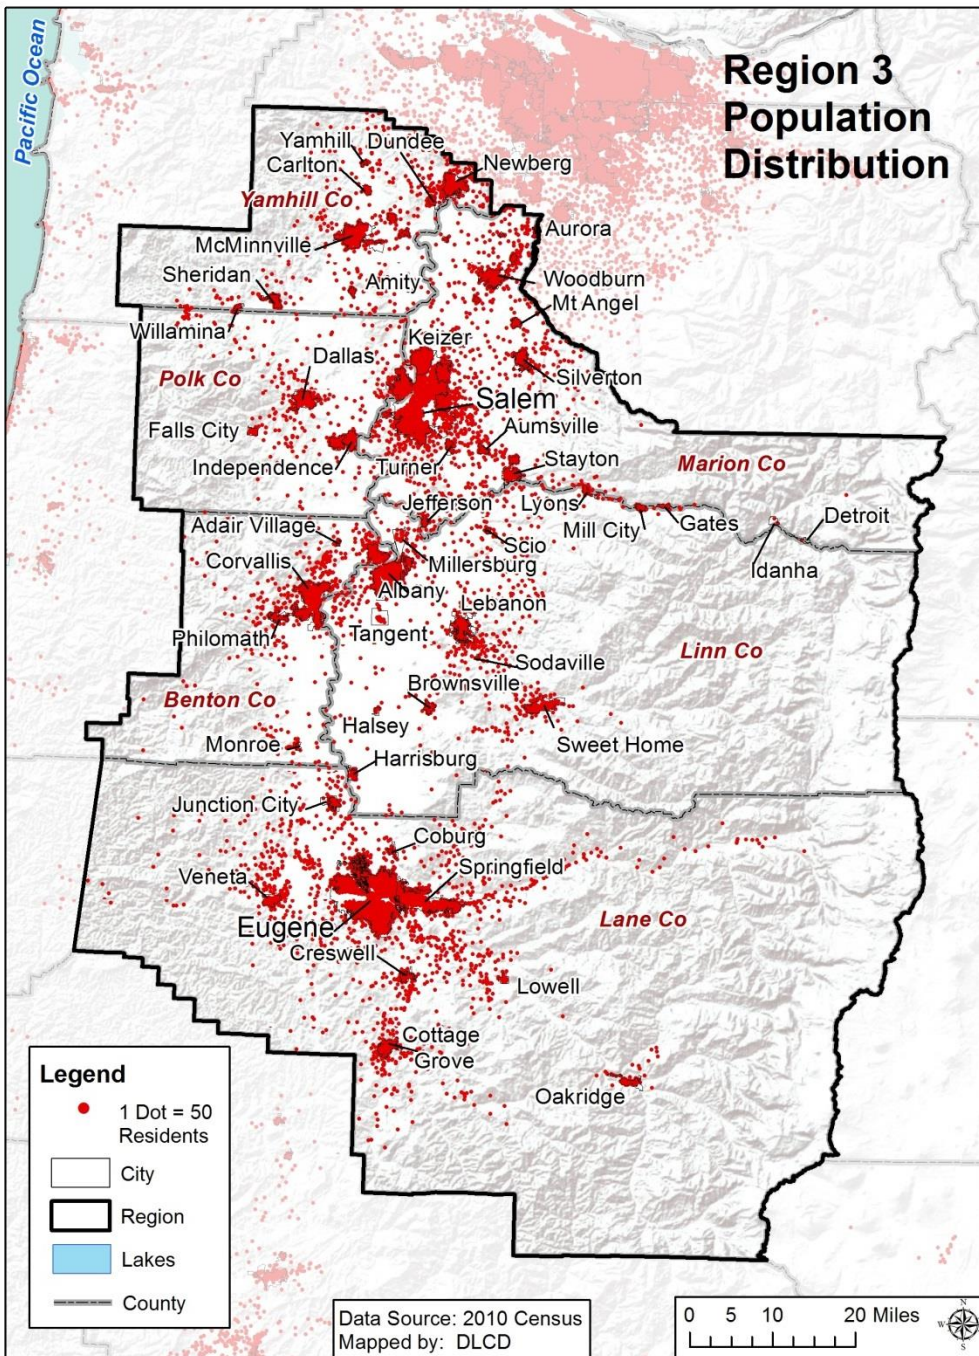 Pacific Ocean
Region 3
Population
Distribution
Yamhill
Dundee
Carlton
Newberg
Yamhill Co
Aurora
McMinnville
Sheridan
Amity
Woodburn
Mt Angel
Willamina
Keizer
Dallas
Polk Co
Silverton
Salem
Falls City
Aumsville
Independence
Turner
Stayton
Marion Co
Lyons
Jefferson
Mill City
Gates
Detroit
Adair Village
Scio
Idanha
Corvallis
Millersburg
Albany
Lebanon
Philomath
Tangent
Linn Co
Sodaville
Brownsville
Benton Co
Halsey
Monroe
Sweet Home
Harrisburg
Junction City
Coburg
Springfield
Veneta
Eugene
Lane Co
Creswell
Lowell
Cottage
Grove
Oakridge
Legend
1 Dot = 50
Residents
City
Region
Lakes
County
Data Source: 2010 Census
Mapped by: DLCD
0 5 10 20 Miles
N
W E
S